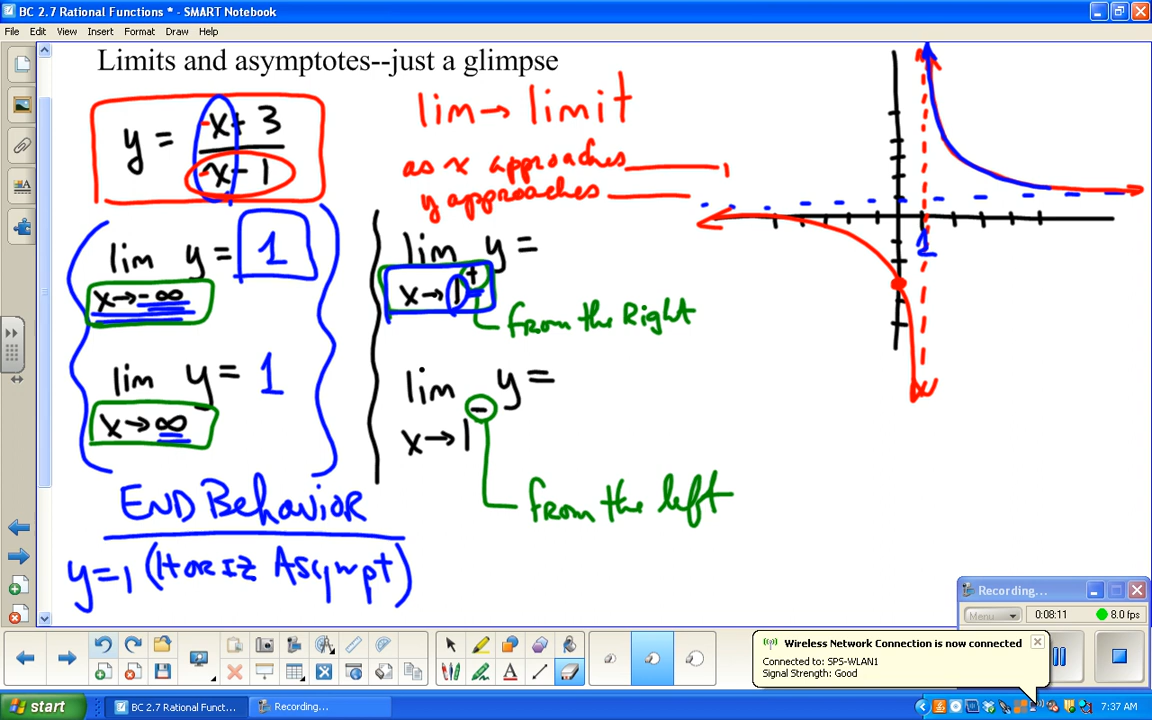 BC 2.7 Rational Functions * - SMART Notebook
File Edit View Insert Format Draw Help
Limits and asymptotes--just a glimpse
y = -x + 3 / -x - 1
lim → limit
as x approaches
y approaches
lim y = 1
x → -∞
lim y =
x → 1⁺
from the Right
lim y = 1
x → ∞
lim y =
x → 1⁻
from the left
1
END Behavior
y=1 (Horiz Asympt)
Recording...
Menu
0:08:11
8.0 fps
Wireless Network Connection is now connected
Connected to: SPS-WLAN1
Signal Strength: Good
start
BC 2.7 Rational Funct...
Recording...
7:37 AM